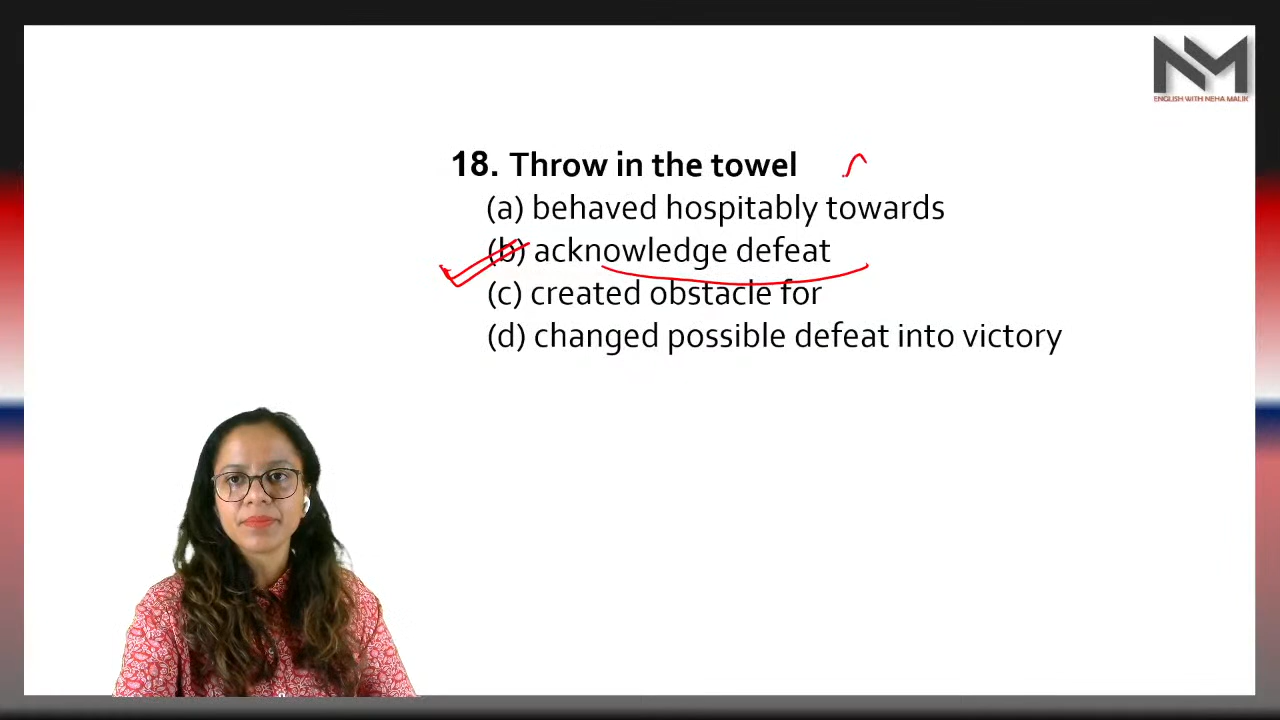 NM
ENGLISH WITH NEHA MALIK
18. Throw in the towel
(a) behaved hospitably towards
(b) acknowledge defeat
(c) created obstacle for
(d) changed possible defeat into victory